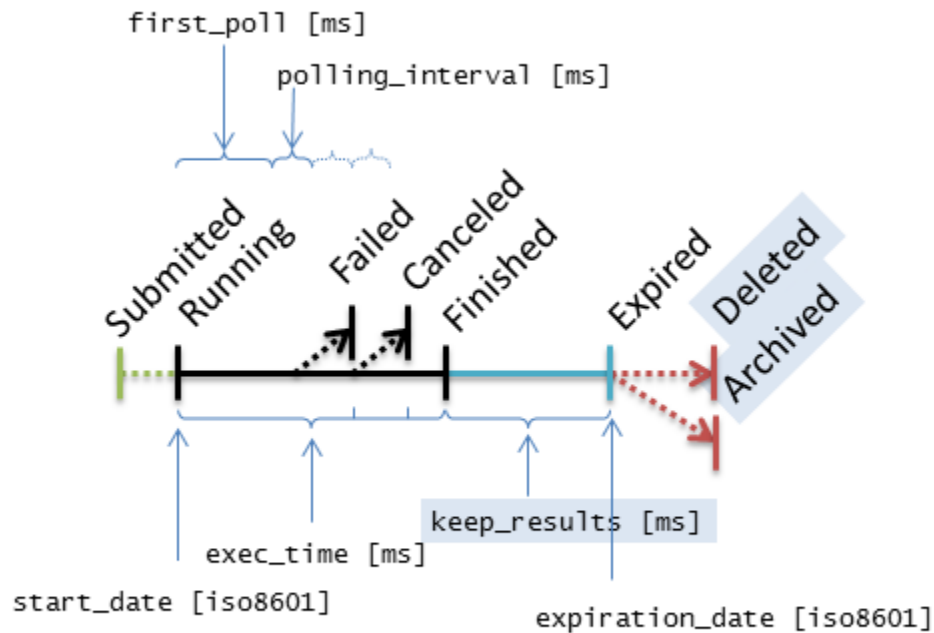 first_poll [ms]
polling_interval [ms]
Submitted
Running
Failed
Canceled
Finished
Expired
Deleted
Archived
keep_results [ms]
exec_time [ms]
start_date [iso8601]
expiration_date [iso8601]